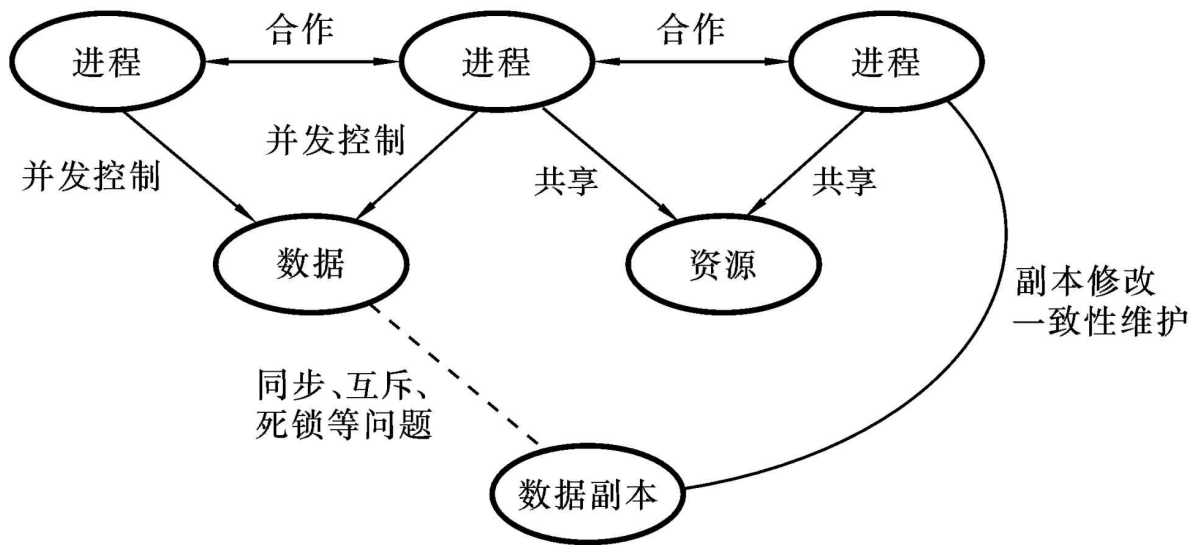 合作
合作
进程
进程
进程
并发控制
并发控制
共享
共享
数据
资源
副本修改
一致性维护
同步、互斥、
死锁等问题
数据副本